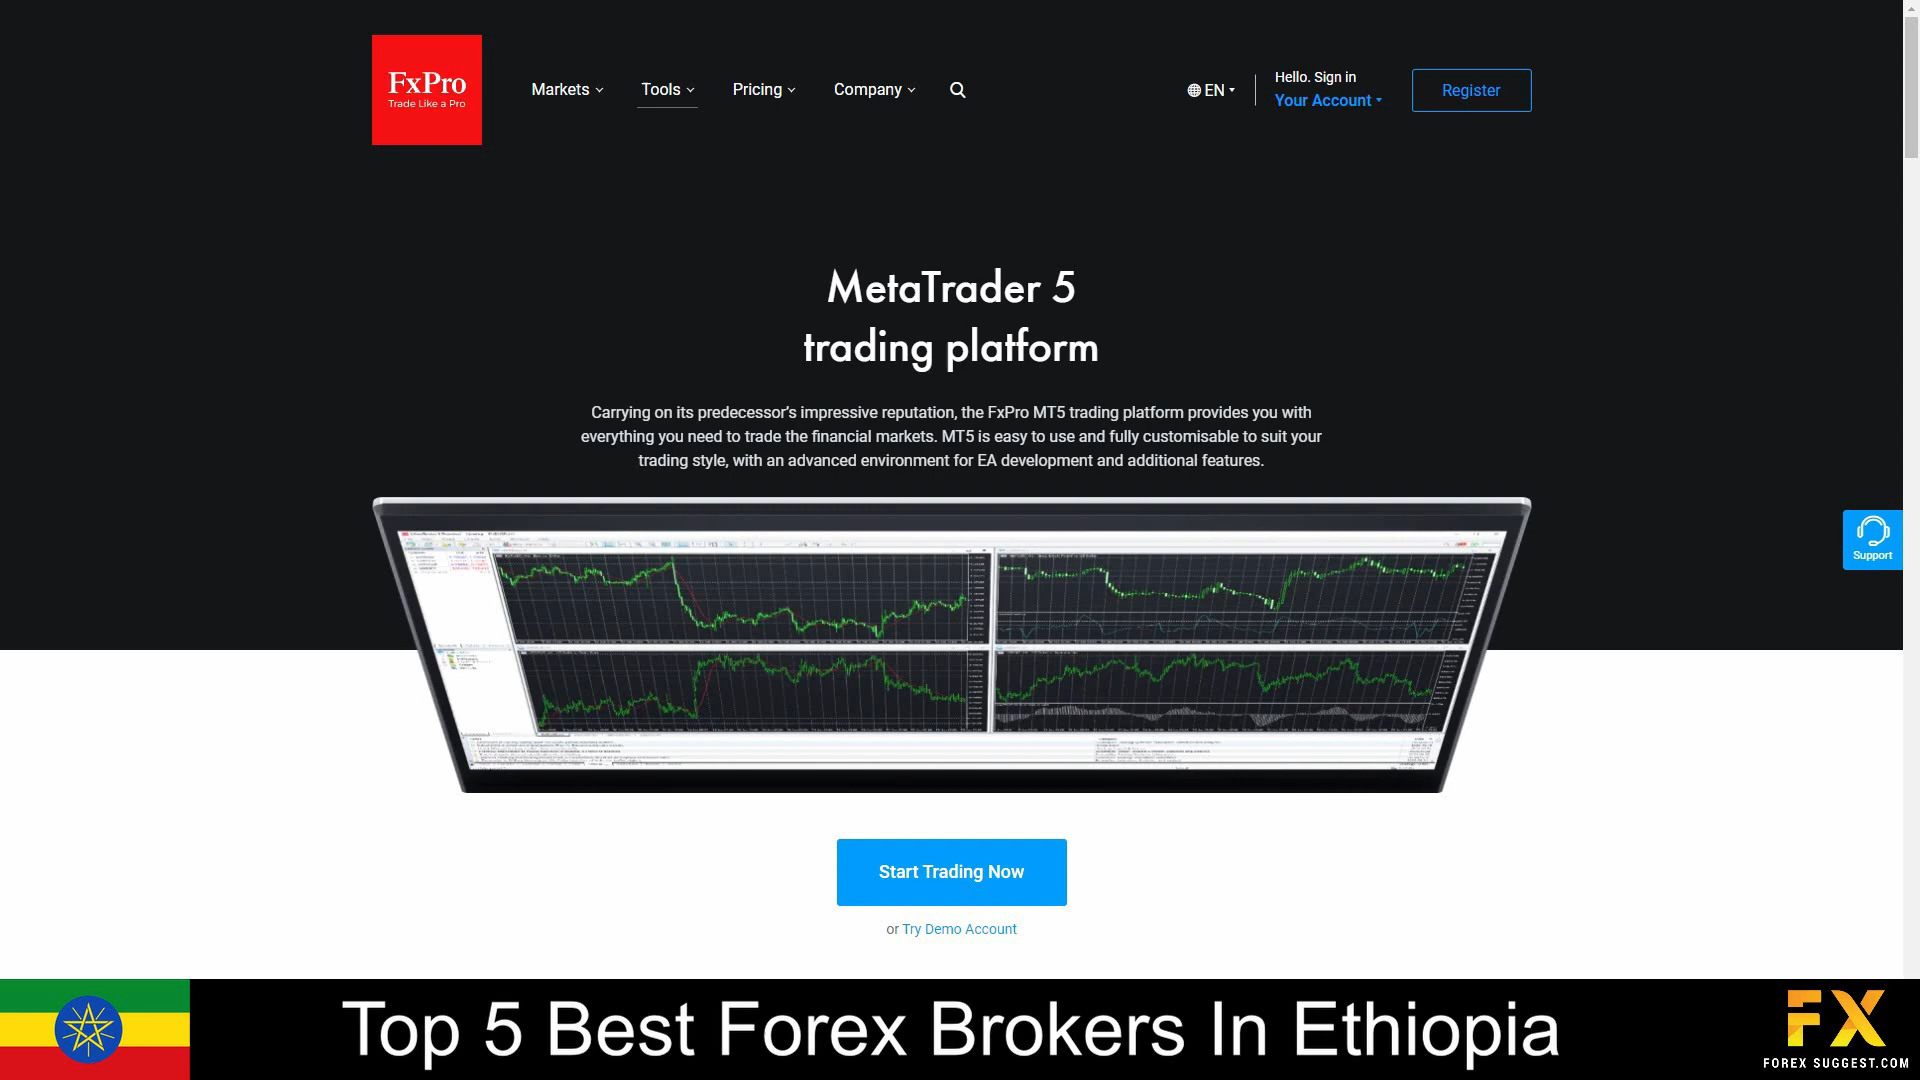 FxPro
Trade Like a Pro
Markets
Tools
Pricing
Company
EN
Hello. Sign in
Your Account
Register
MetaTrader 5
trading platform
Carrying on its predecessor's impressive reputation, the FxPro MT5 trading platform provides you with
everything you need to trade the financial markets. MT5 is easy to use and fully customisable to suit your
trading style, with an advanced environment for EA development and additional features.
Support
Start Trading Now
or Try Demo Account
Top 5 Best Forex Brokers In Ethiopia
FX
FOREX SUGGEST.COM